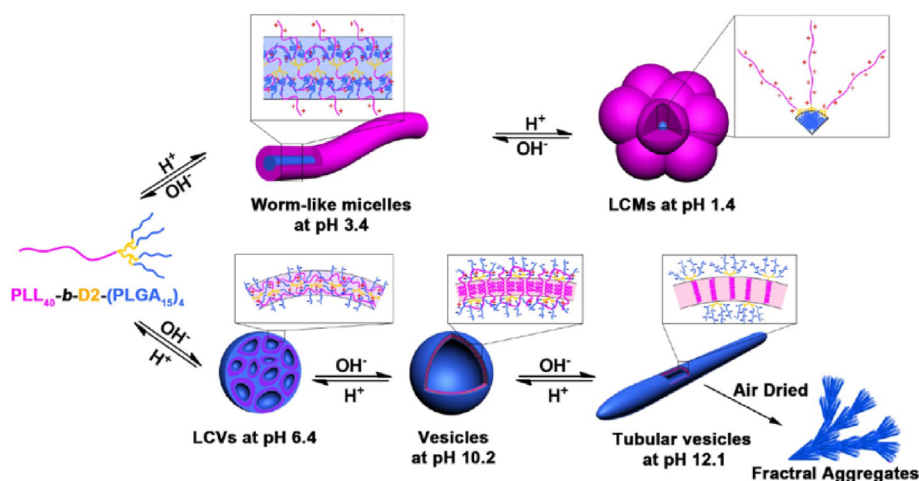 H⁺
OH⁻
Worm-like micelles
at pH 3.4
H⁺
OH⁻
LCMs at pH 1.4
PLL₄₀-b-D2-(PLGA₁₅)₄
OH⁻
H⁺
LCVs at pH 6.4
OH⁻
H⁺
Vesicles
at pH 10.2
OH⁻
H⁺
Tubular vesicles
at pH 12.1
Air Dried
Fractral Aggregates